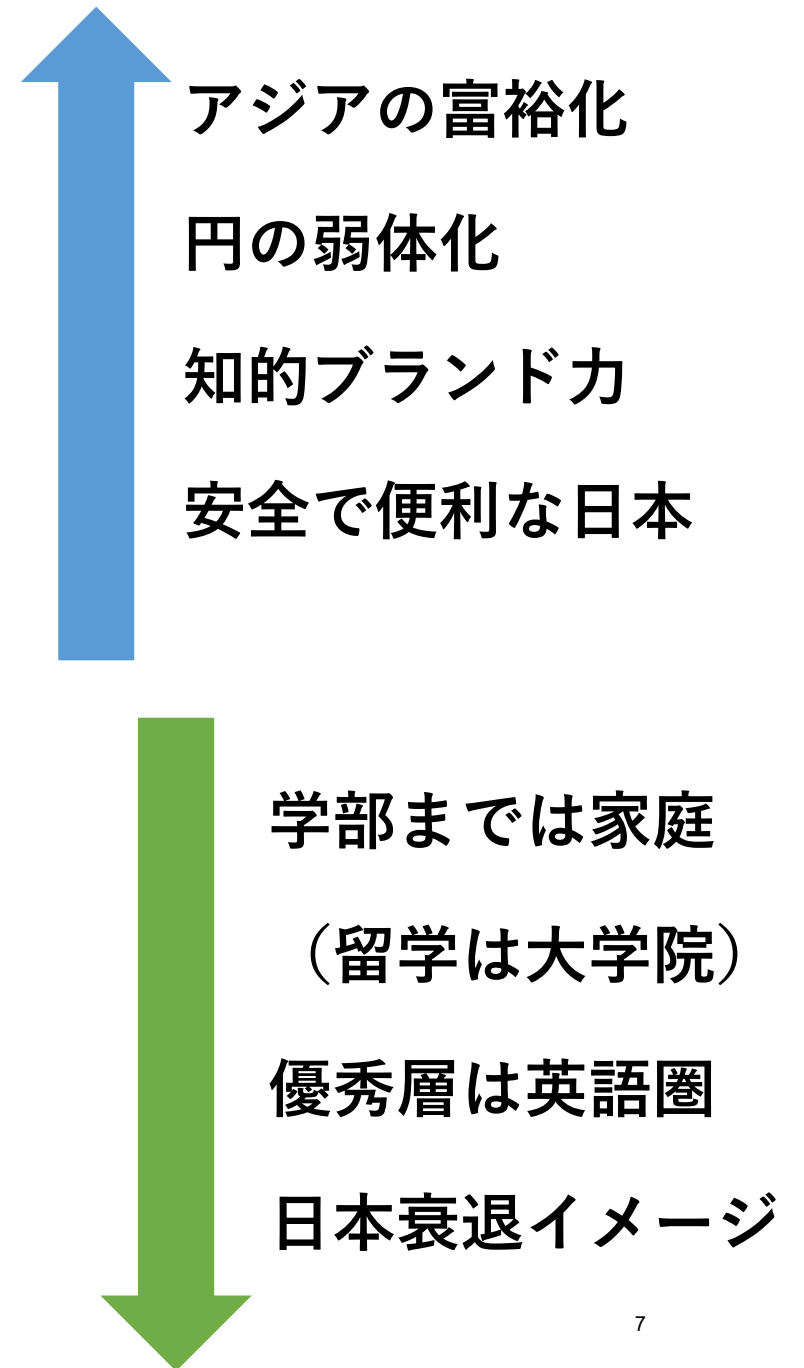 アジアの富裕化
円の弱体化
知的ブランド力
安全で便利な日本
学部までは家庭
（留学は大学院）
優秀層は英語圏
日本衰退イメージ
7